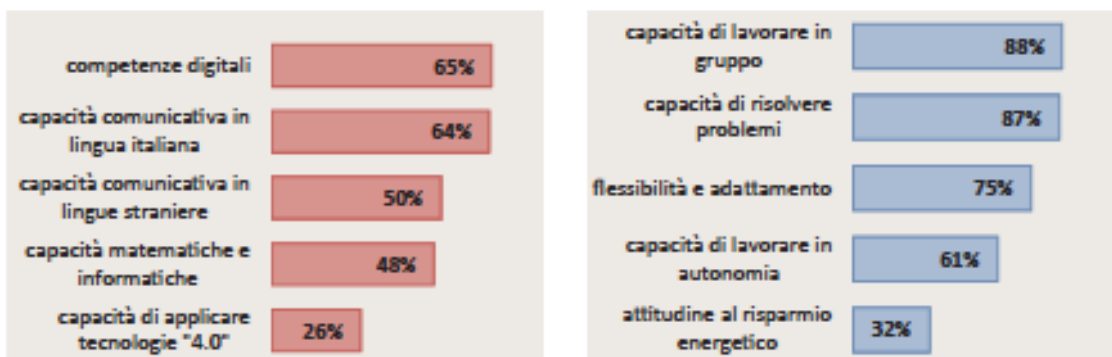 competenze digitali
65%
capacità comunicativa in
lingua italiana
64%
capacità comunicativa in
lingue straniere
50%
capacità matematiche e
informatiche
48%
capacità di applicare
tecnologie "4.0"
26%
capacità di lavorare in
gruppo
88%
capacità di risolvere
problemi
87%
flessibilità e adattamento
75%
capacità di lavorare in
autonomia
61%
attitudine al risparmio
energetico
32%